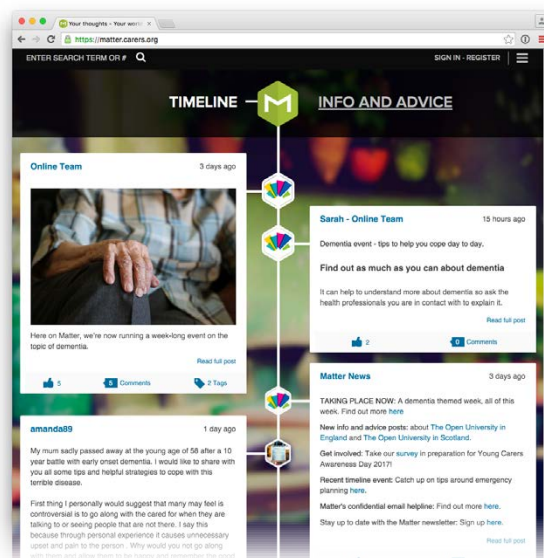 Your thoughts - Your world
https://matter.carers.org
ENTER SEARCH TERM OR #
SIGN IN - REGISTER
TIMELINE
M
INFO AND ADVICE
Online Team
3 days ago
Here on Matter, we're now running a week-long event on the
topic of dementia.
Read full post
5
5 Comments
2 Tags
amanda89
1 day ago
My mum sadly passed away at the young age of 58 after a 10
year battle with early onset dementia. I would like to share with
you all some tips and helpful strategies to cope with this
terrible disease.
First thing I personally would suggest that many may feel is
controversial is to go along with the cared for when they are
talking to or seeing people that are not there. I say this
because through personal experience it causes unnecessary
upset and pain to the person . Why would you not go along
Sarah - Online Team
15 hours ago
Dementia event - tips to help you cope day to day.
Find out as much as you can about dementia
It can help to understand more about dementia so ask the
health professionals you are in contact with to explain it.
Read full post
2
0 Comments
Matter News
3 days ago
TAKING PLACE NOW: A dementia themed week, all of this
week. Find out more here
New info and advice posts: about The Open University in
England and The Open University in Scotland.
Get involved: Take our survey in preparation for Young Carers
Awareness Day 2017!
Recent timeline event: Catch up on tips around emergency
planning here.
Matter's confidential email helpline: Find out more here.
Stay up to date with the Matter newsletter: Sign up here.